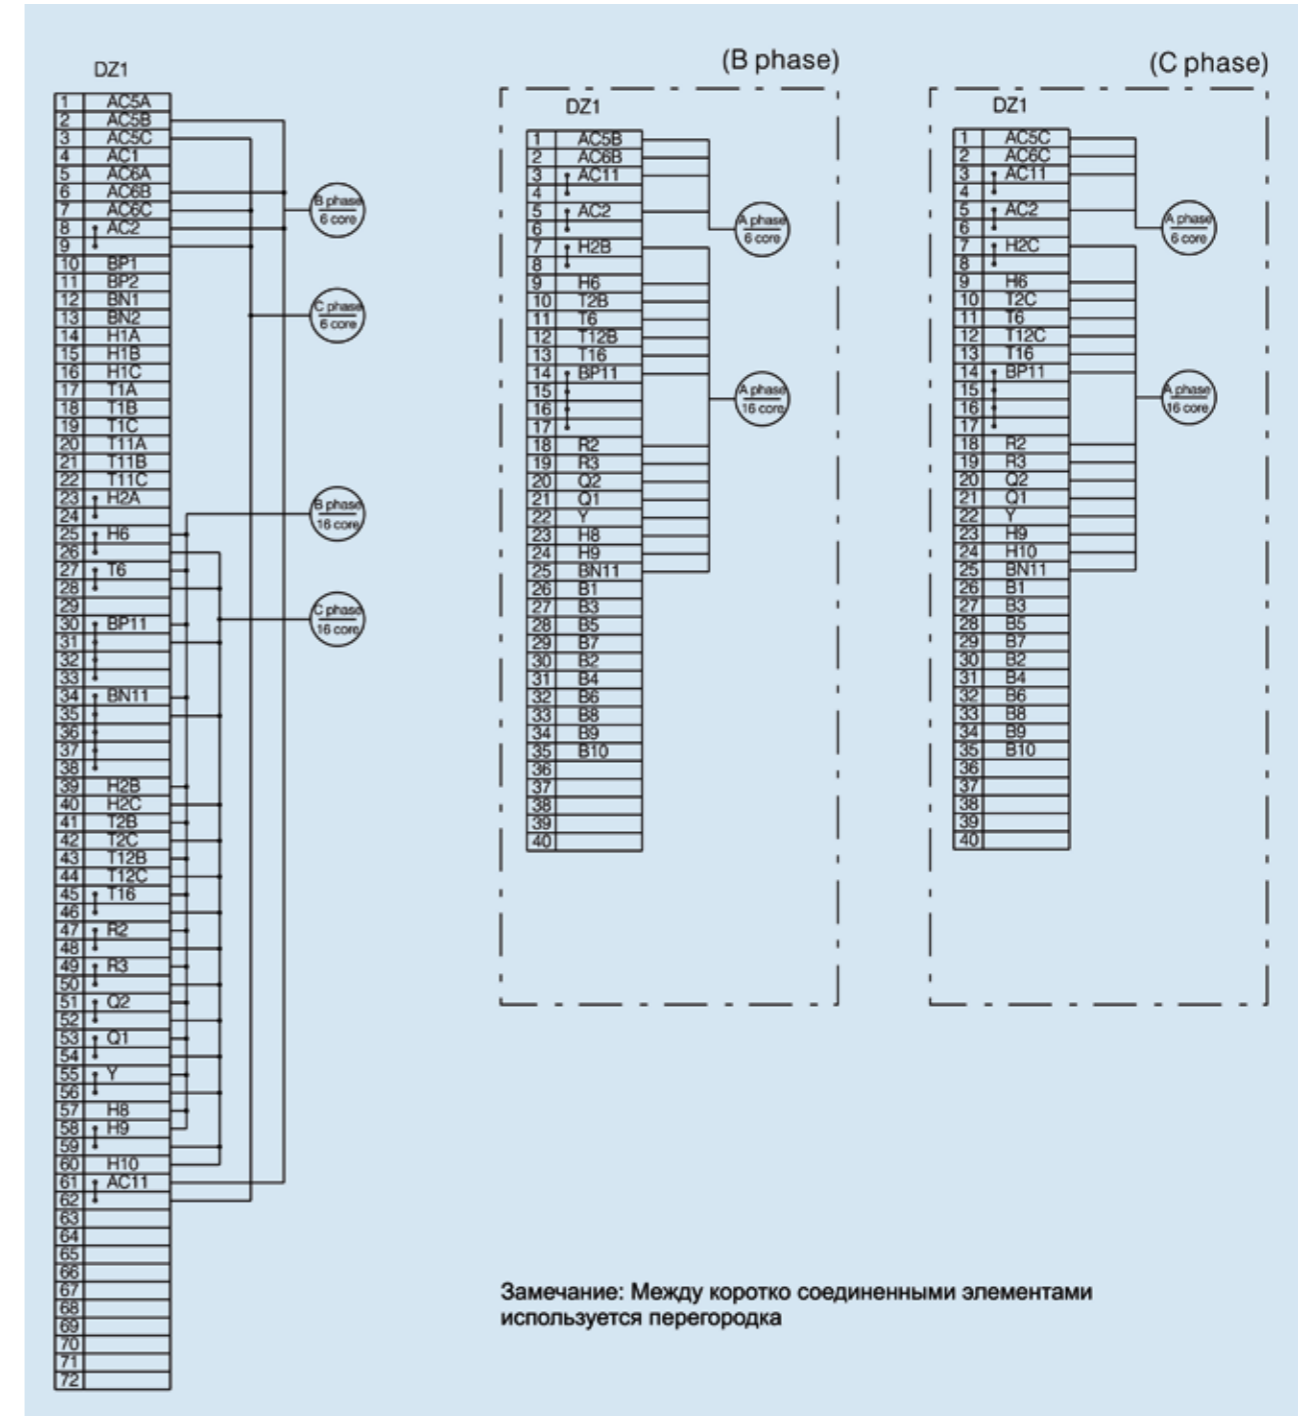 DZ1
1 AC5A
2 AC5B
3 AC5C
4 AC1
5 AC6A
6 AC6B
7 AC6C
8 AC2
9
10 BP1
11 BP2
12 BN1
13 BN2
14 H1A
15 H1B
16 H1C
17 T1A
18 T1B
19 T1C
20 T11A
21 T11B
22 T11C
23 H2A
24
25 H6
26
27 T6
28
29
30 BP11
31
32
33
34 BN11
35
36
37
38
39 H2B
40 H2C
41 T2B
42 T2C
43 T12B
44 T12C
45 T16
46
47 R2
48
49 R3
50
51 Q2
52
53 Q1
54
55 Y
56
57 H8
58 H9
59
60 H10
61 AC11
62
63
64
65
66
67
68
69
70
71
72
B phase
6 core
C phase
6 core
B phase
16 core
C phase
16 core
(B phase)
DZ1
1 AC5B
2 AC6B
3 AC11
4
5 AC2
6
7 H2B
8
9 H6
10 T2B
11 T6
12 T12B
13 T16
14 BP11
15
16
17
18 R2
19 R3
20 Q2
21 Q1
22 Y
23 H8
24 H9
25 BN11
26 B1
27 B3
28 B5
29 B7
30 B2
31 B4
32 B6
33 B8
34 B9
35 B10
36
37
38
39
40
A phase
6 core
A phase
16 core
(C phase)
DZ1
1 AC5C
2 AC6C
3 AC11
4
5 AC2
6
7 H2C
8
9 H6
10 T2C
11 T6
12 T12C
13 T16
14 BP11
15
16
17
18 R2
19 R3
20 Q2
21 Q1
22 Y
23 H9
24 H10
25 BN11
26 B1
27 B3
28 B5
29 B7
30 B2
31 B4
32 B6
33 B8
34 B9
35 B10
36
37
38
39
40
A phase
6 core
A phase
16 core
Замечание: Между коротко соединенными элементами
используется перегородка